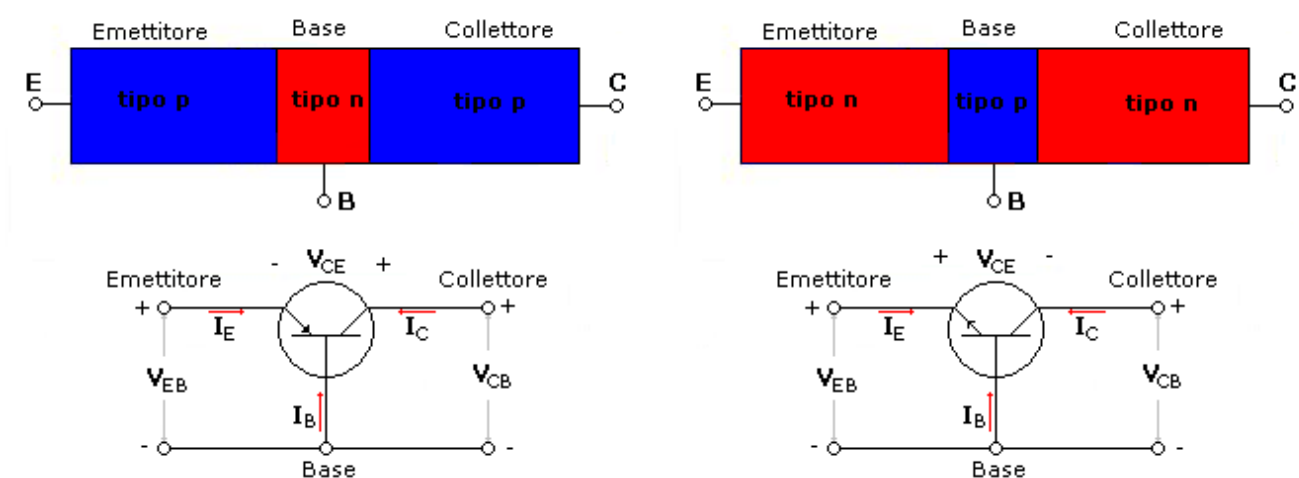 Emettitore Base Collettore
E tipo p tipo n tipo p C
B
- VCE +
Emettitore Collettore
+ +
IE IC
VEB VCB
IB
- -
Base
Emettitore Base Collettore
E tipo n tipo p tipo n C
B
+ VCE -
Emettitore Collettore
+ +
IE IC
VEB VCB
IB
- -
Base